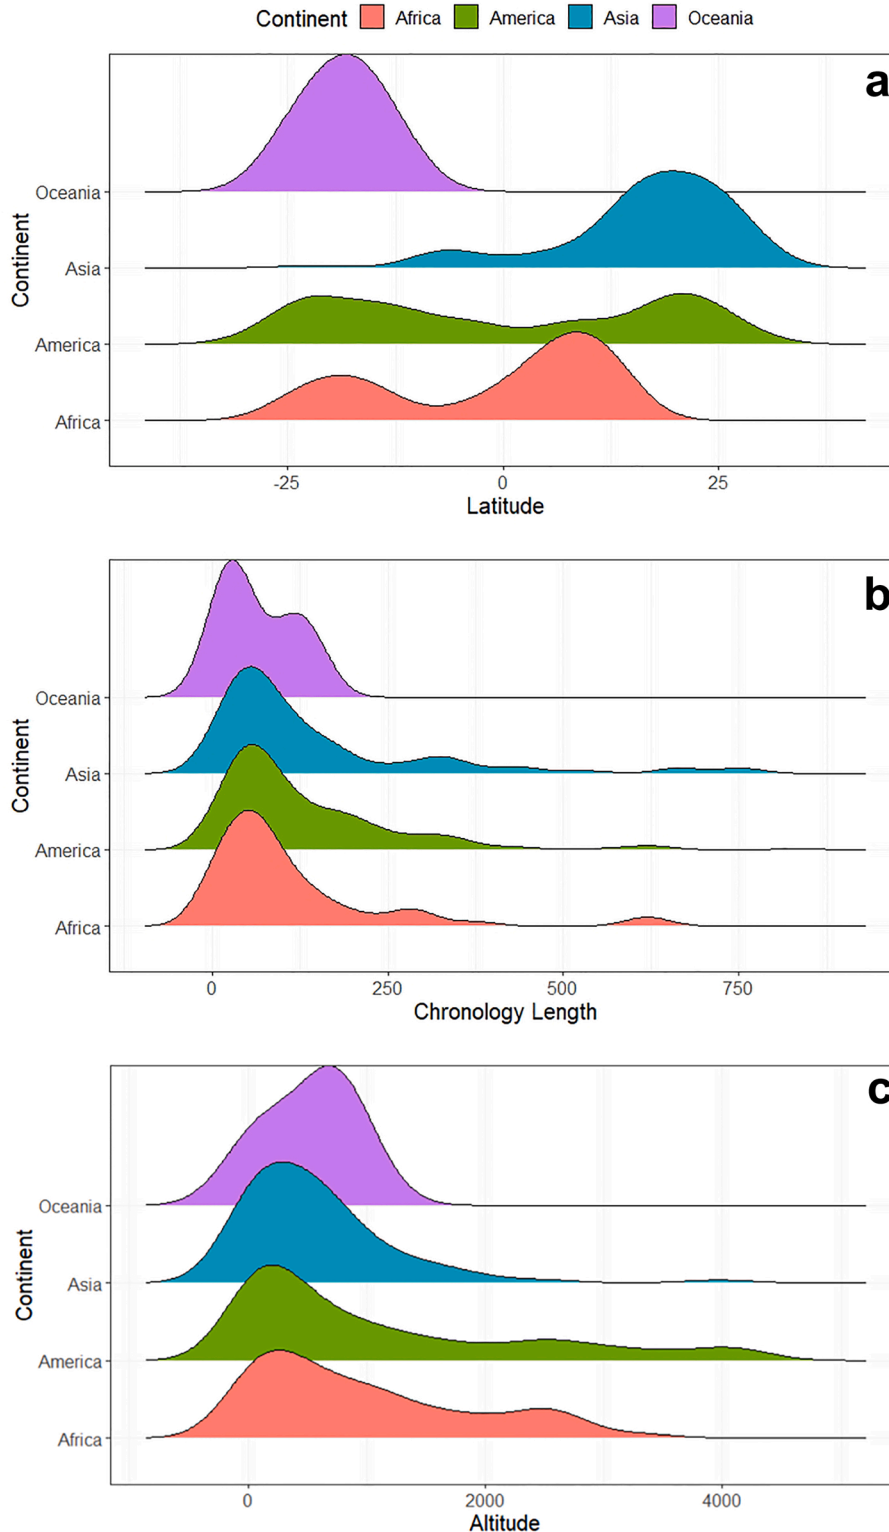 Continent Africa America Asia Oceania
a
Continent
Oceania
Asia
America
Africa
-25 0 25
Latitude
b
Continent
Oceania
Asia
America
Africa
0 250 500 750
Chronology Length
c
Continent
Oceania
Asia
America
Africa
0 2000 4000
Altitude